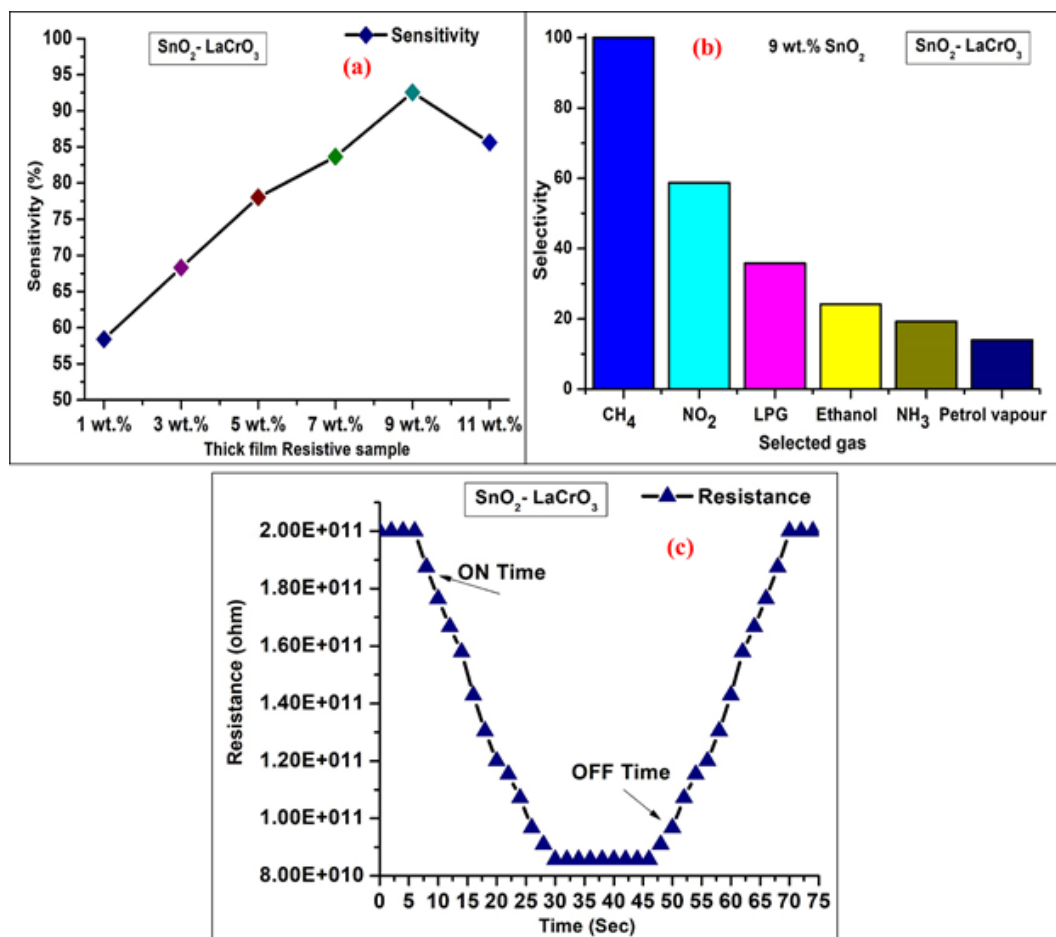 SnO₂- LaCrO₃
Sensitivity
(a)
100
95
90
85
80
75
70
65
60
55
50
Sensitivity (%)
1 wt.% 3 wt.% 5 wt.% 7 wt.% 9 wt.% 11 wt.%
Thick film Resistive sample
(b)
9 wt.% SnO₂
SnO₂- LaCrO₃
100
80
60
40
20
0
Selectivity
CH₄ NO₂ LPG Ethanol NH₃ Petrol vapour
Selected gas
SnO₂- LaCrO₃
Resistance
(c)
2.00E+011
1.80E+011
1.60E+011
1.40E+011
1.20E+011
1.00E+011
8.00E+010
Resistance (ohm)
ON Time
OFF Time
0 5 10 15 20 25 30 35 40 45 50 55 60 65 70 75
Time (Sec)